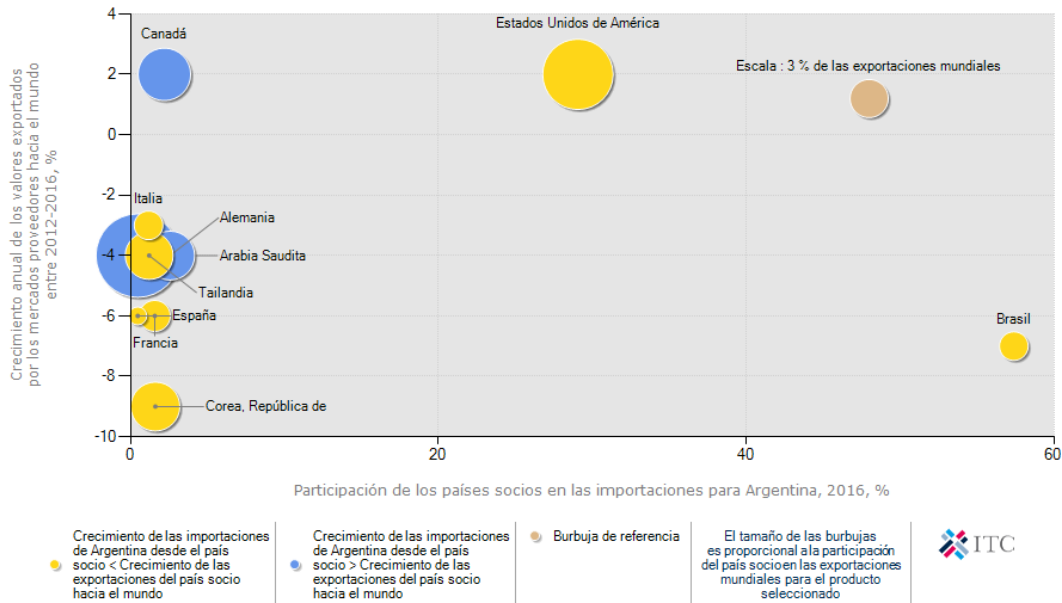 Crecimiento anual de los valores exportados
por los mercados proveedores hacia el mundo
entre 2012-2016, %
4
2
0
-2
-4
-6
-8
-10
Canadá
Estados Unidos de América
Escala : 3 % de las exportaciones mundiales
Italia
Alemania
Arabia Saudita
Tailandia
España
Francia
Brasil
Corea, República de
0
20
40
60
Participación de los países socios en las importaciones para Argentina, 2016, %
Crecimiento de las importaciones
de Argentina desde el país
socio < Crecimiento de las
exportaciones del país socio
hacia el mundo
Crecimiento de las importaciones
de Argentina desde el país
socio > Crecimiento de las
exportaciones del país socio
hacia el mundo
Burbuja de referencia
El tamaño de las burbujas
es proporcional a la participación
del país socio en las exportaciones
mundiales para el producto
seleccionado
ITC